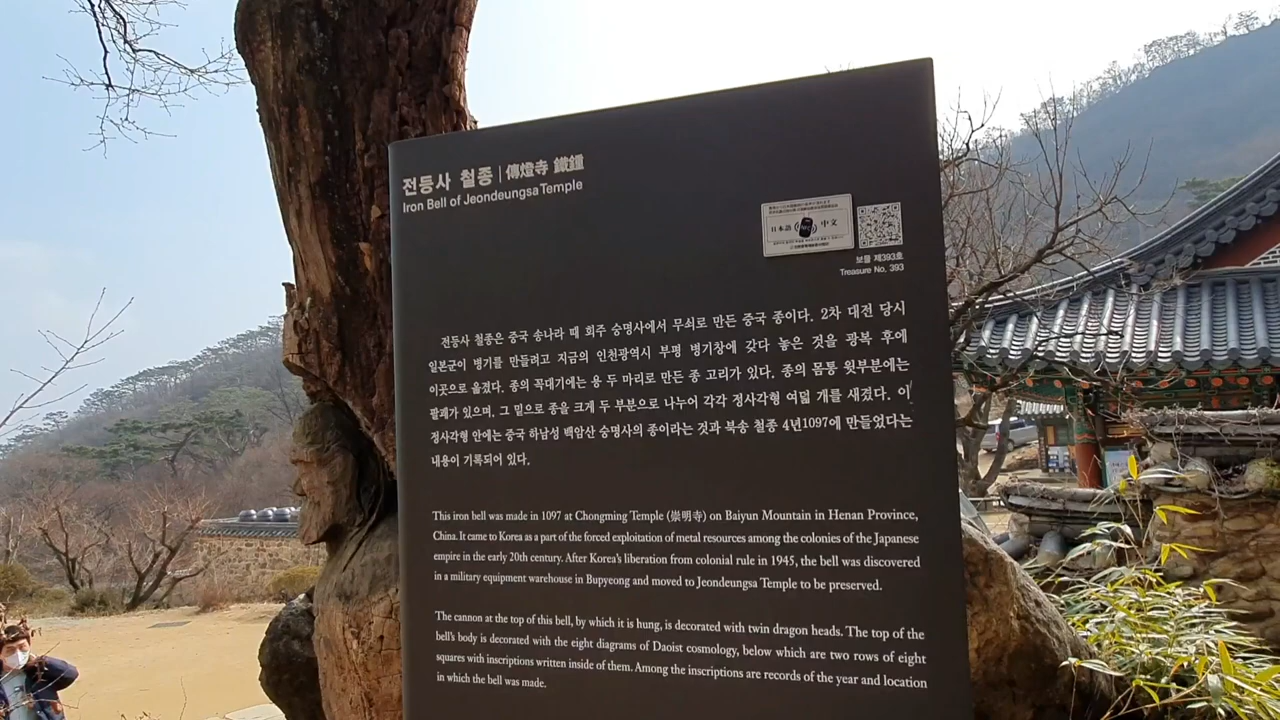 전등사 철종 | 傳燈寺 鐵鍾
Iron Bell of Jeondeungsa Temple
日本語 NFC 中文
보물 제393호
Treasure No. 393
전등사 철종은 중국 송나라 때 회주 숭명사에서 무쇠로 만든 중국 종이다. 2차 대전 당시
일본군이 병기를 만들려고 지금의 인천광역시 부평 병기창에 갖다 놓은 것을 광복 후에
이곳으로 옮겼다. 종의 꼭대기에는 용 두 마리로 만든 종 고리가 있다. 종의 몸통 윗부분에는
팔괘가 있으며, 그 밑으로 종을 크게 두 부분으로 나누어 각각 정사각형 여덟 개를 새겼다. 이
정사각형 안에는 중국 하남성 백암산 숭명사의 종이라는 것과 북송 철종 4년1097에 만들었다는
내용이 기록되어 있다.
This iron bell was made in 1097 at Chongming Temple (崇明寺) on Baiyun Mountain in Henan Province,
China. It came to Korea as a part of the forced exploitation of metal resources among the colonies of the Japanese
empire in the early 20th century. After Korea's liberation from colonial rule in 1945, the bell was discovered
in a military equipment warehouse in Bupyeong and moved to Jeondeungsa Temple to be preserved.
The cannon at the top of this bell, by which it is hung, is decorated with twin dragon heads. The top of the
bell's body is decorated with the eight diagrams of Daoist cosmology, below which are two rows of eight
squares with inscriptions written inside of them. Among the inscriptions are records of the year and location
in which the bell was made.